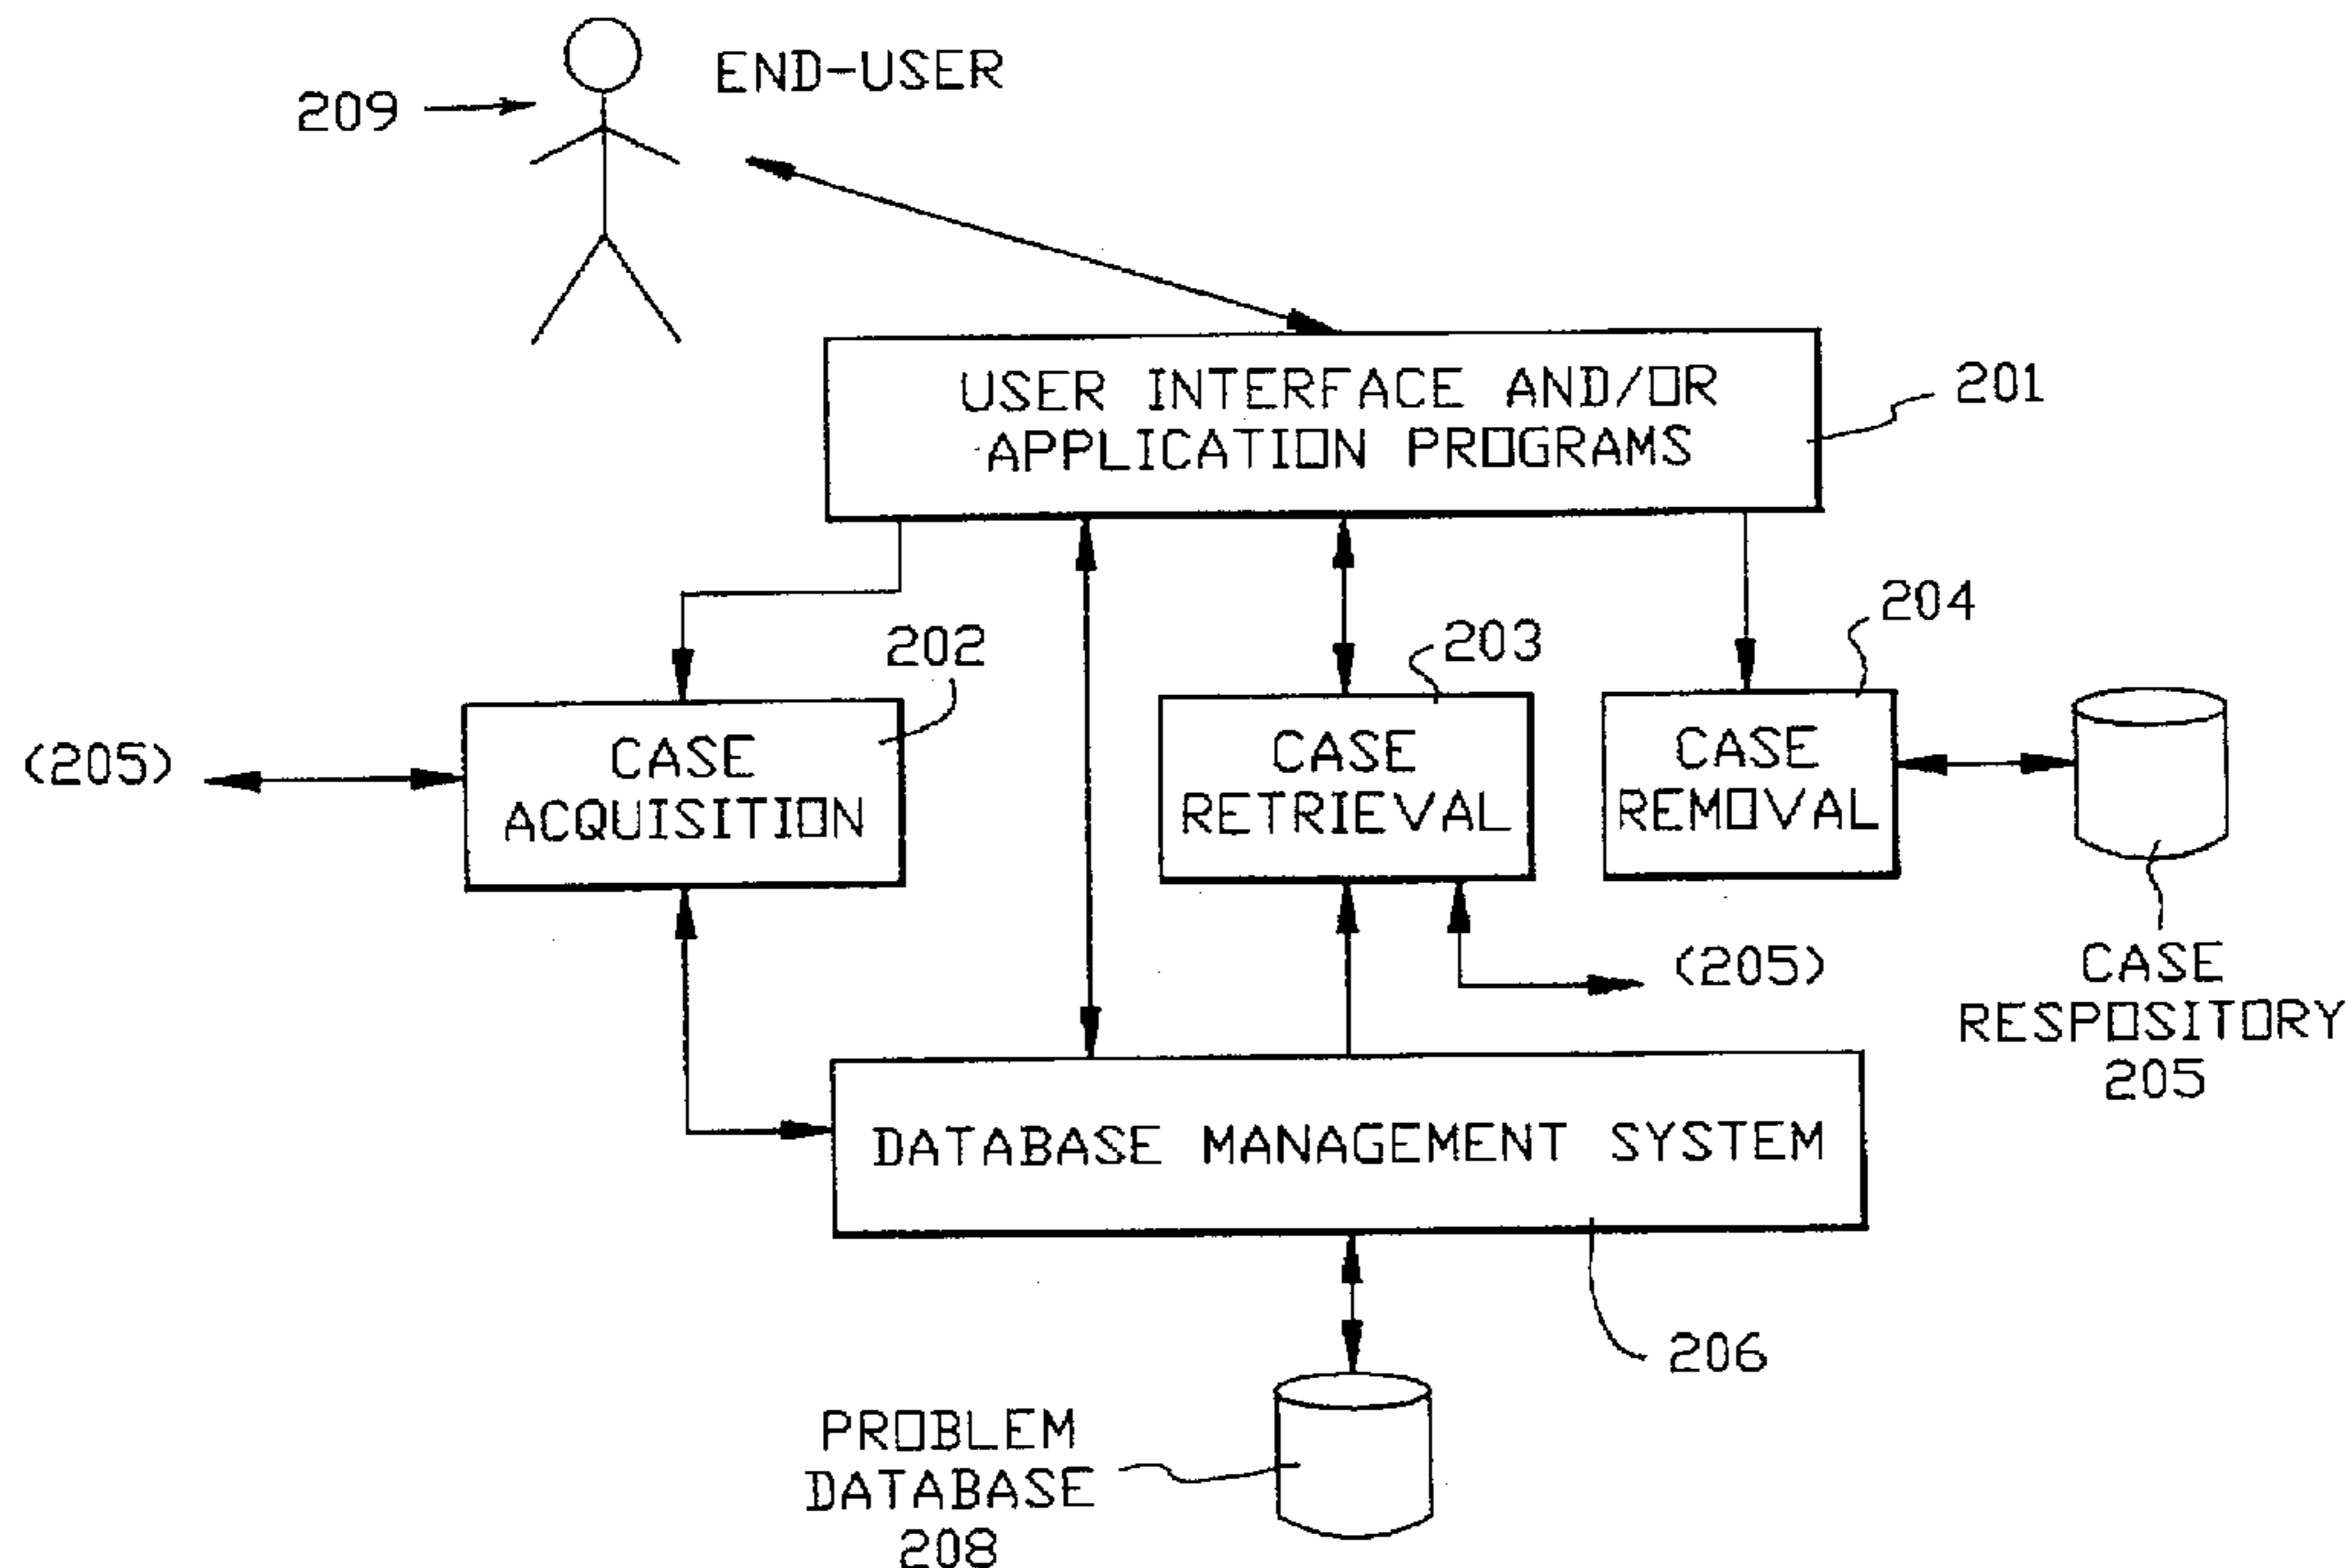 END-USER
209
USER INTERFACE AND/OR
APPLICATION PROGRAMS
201
202
203
204
(205)
CASE
ACQUISITION
CASE
RETRIEVAL
CASE
REMOVAL
(205)
CASE
RESPOSITORY
205
DATABASE MANAGEMENT SYSTEM
206
PROBLEM
DATABASE
208